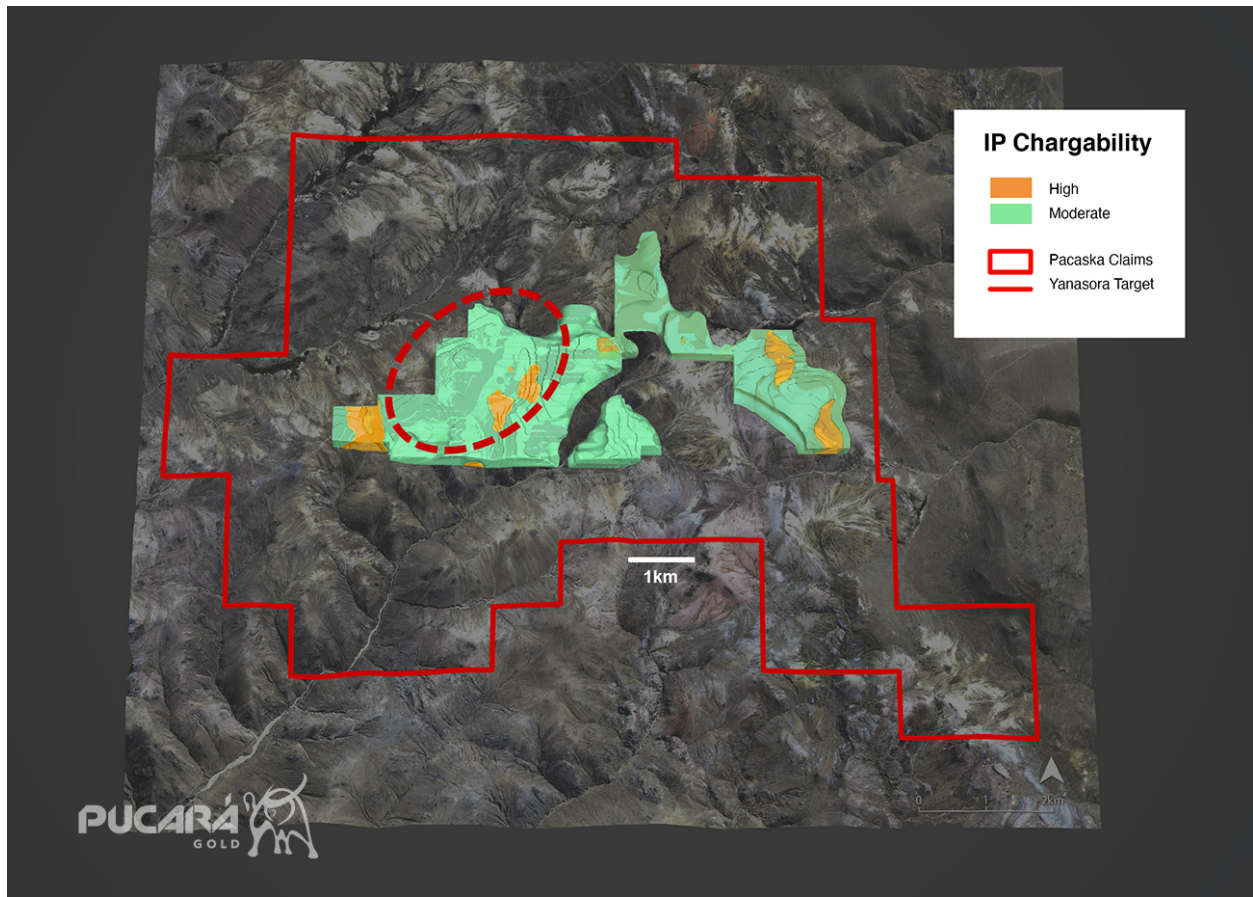 IP Chargability
High
Moderate
Pacaska Claims
Yanasora Target
1km
0 1 2km
PUCARÁ
GOLD